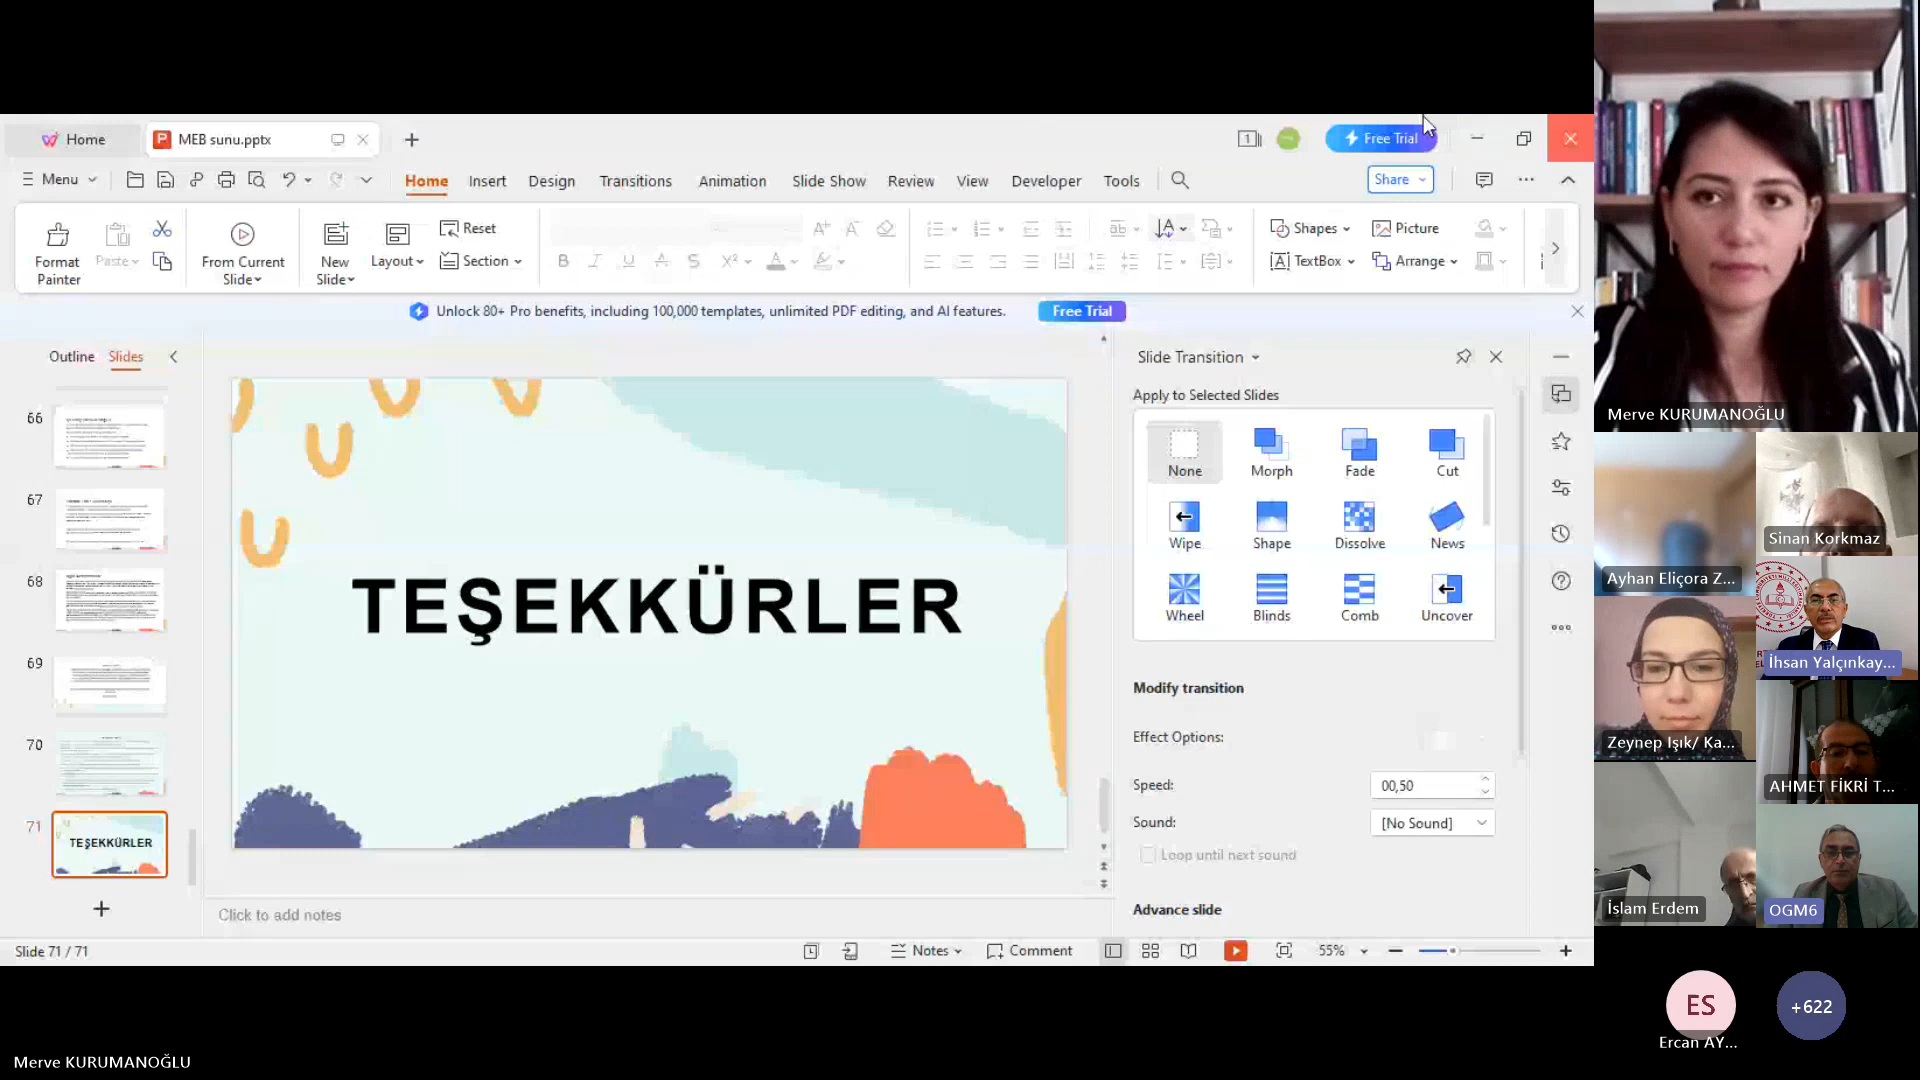 Home
MEB sunu.pptx
Free Trial
Menu
Home Insert Design Transitions Animation Slide Show Review View Developer Tools
Share
Format Painter
Paste
From Current Slide
New Slide
Layout
Reset
Section
Shapes
Picture
TextBox
Arrange
Unlock 80+ Pro benefits, including 100,000 templates, unlimited PDF editing, and AI features.
Free Trial
Outline Slides
66
67
68
69
70
71
TEŞEKKÜRLER
TEŞEKKÜRLER
Click to add notes
Slide Transition
Apply to Selected Slides
None Morph Fade Cut
Wipe Shape Dissolve News
Wheel Blinds Comb Uncover
Modify transition
Effect Options:
Speed: 00,50
Sound: [No Sound]
Loop until next sound
Advance slide
Slide 71 / 71
Notes
Comment
55%
Merve KURUMANOĞLU
Ayhan Eliçora Z...
Sinan Korkmaz
İhsan Yalçınkay...
Zeynep Işık/ Ka...
AHMET FİKRİ T...
İslam Erdem
OGM6
ES
Ercan AY...
+622
Merve KURUMANOĞLU